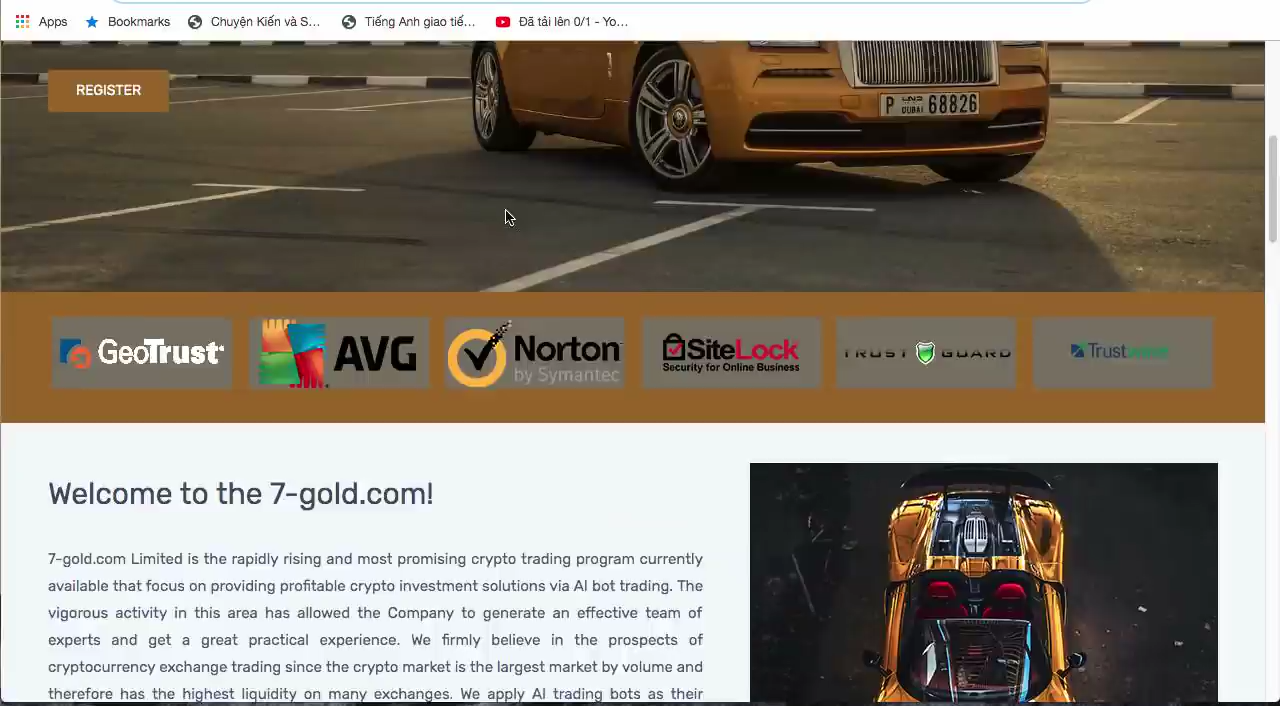 Apps
Bookmarks
Chuyện Kiến và S...
Tiếng Anh giao tiế...
Đã tải lên 0/1 - Yo...
REGISTER
P DUBAI 68826
GeoTrust
AVG
Norton
by Symantec
SiteLock
Security for Online Business
TRUST GUARD
Trustwave
Welcome to the 7-gold.com!
7-gold.com Limited is the rapidly rising and most promising crypto trading program currently
available that focus on providing profitable crypto investment solutions via AI bot trading. The
vigorous activity in this area has allowed the Company to generate an effective team of
experts and get a great practical experience. We firmly believe in the prospects of
cryptocurrency exchange trading since the crypto market is the largest market by volume and
therefore has the highest liquidity on many exchanges. We apply AI trading bots as their